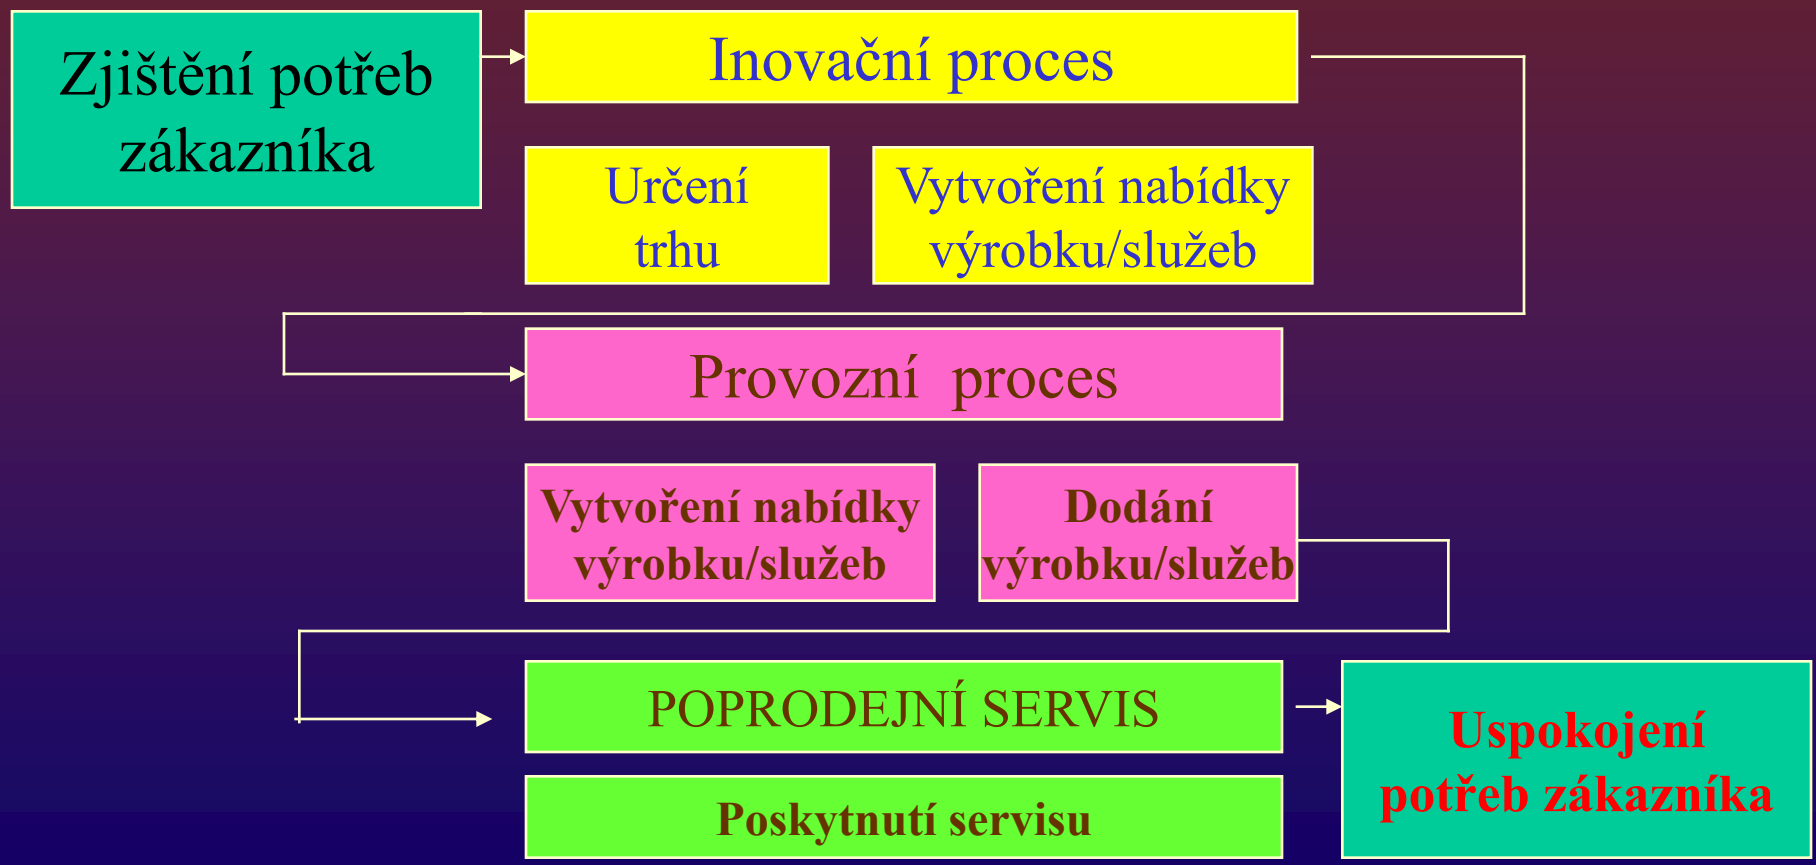 Zjištění potřeb
zákazníka
Inovační proces
Určení
trhu
Vytvoření nabídky
výrobku/služeb
Provozní  proces
Vytvoření nabídky
výrobku/služeb
Dodání
výrobku/služeb
POPRODEJNÍ SERVIS
Poskytnutí servisu
Uspokojení
potřeb zákazníka